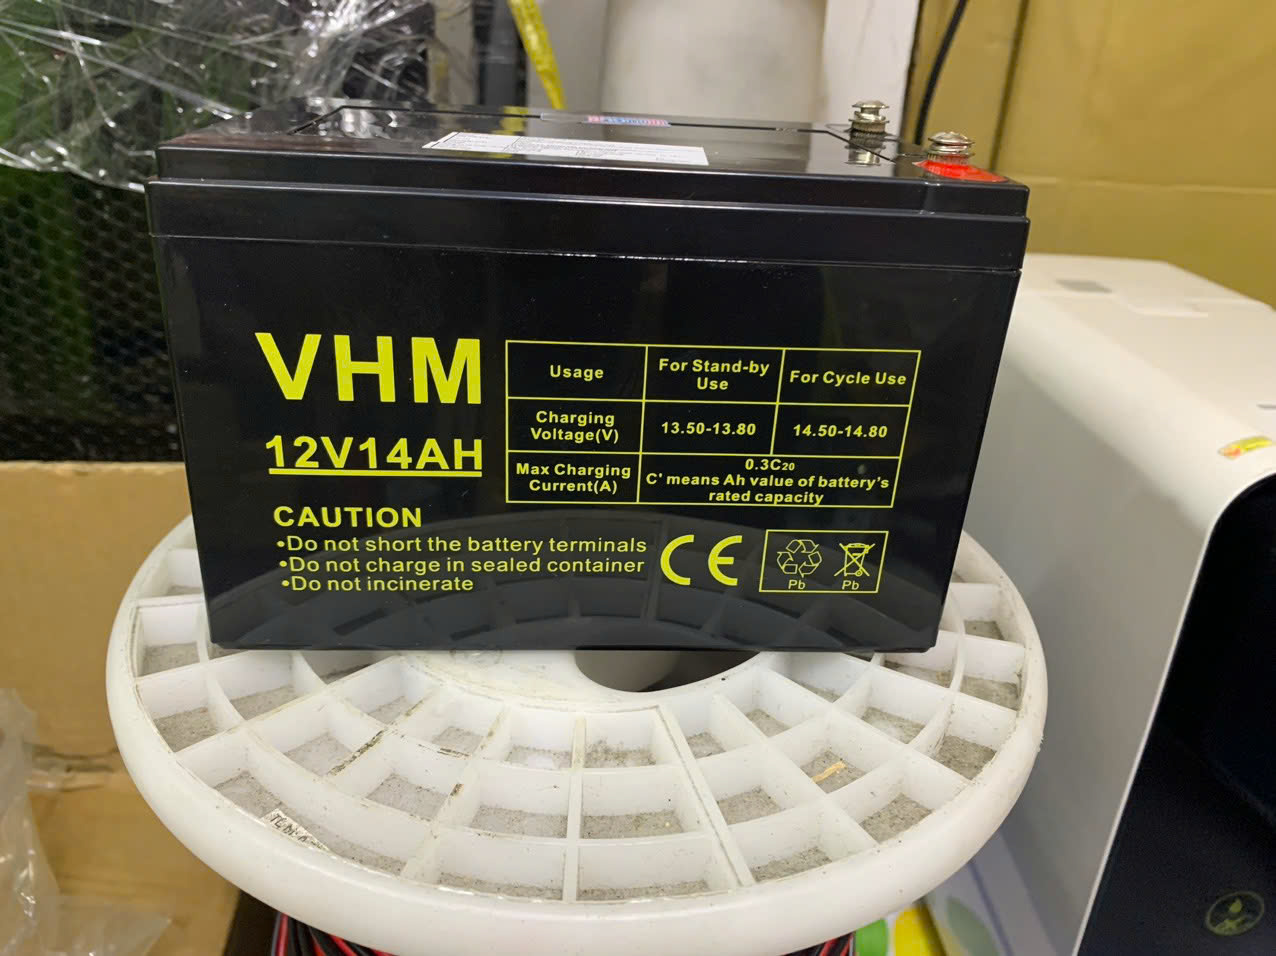 VHM
12V14AH
Usage
For Stand-by
Use
For Cycle Use
Charging
Voltage(V)
13.50-13.80
14.50-14.80
Max Charging
Current(A)
0.3C20
C' means Ah value of battery's
rated capacity
CAUTION
•Do not short the battery terminals
•Do not charge in sealed container
•Do not incinerate
CE
Pb
Pb